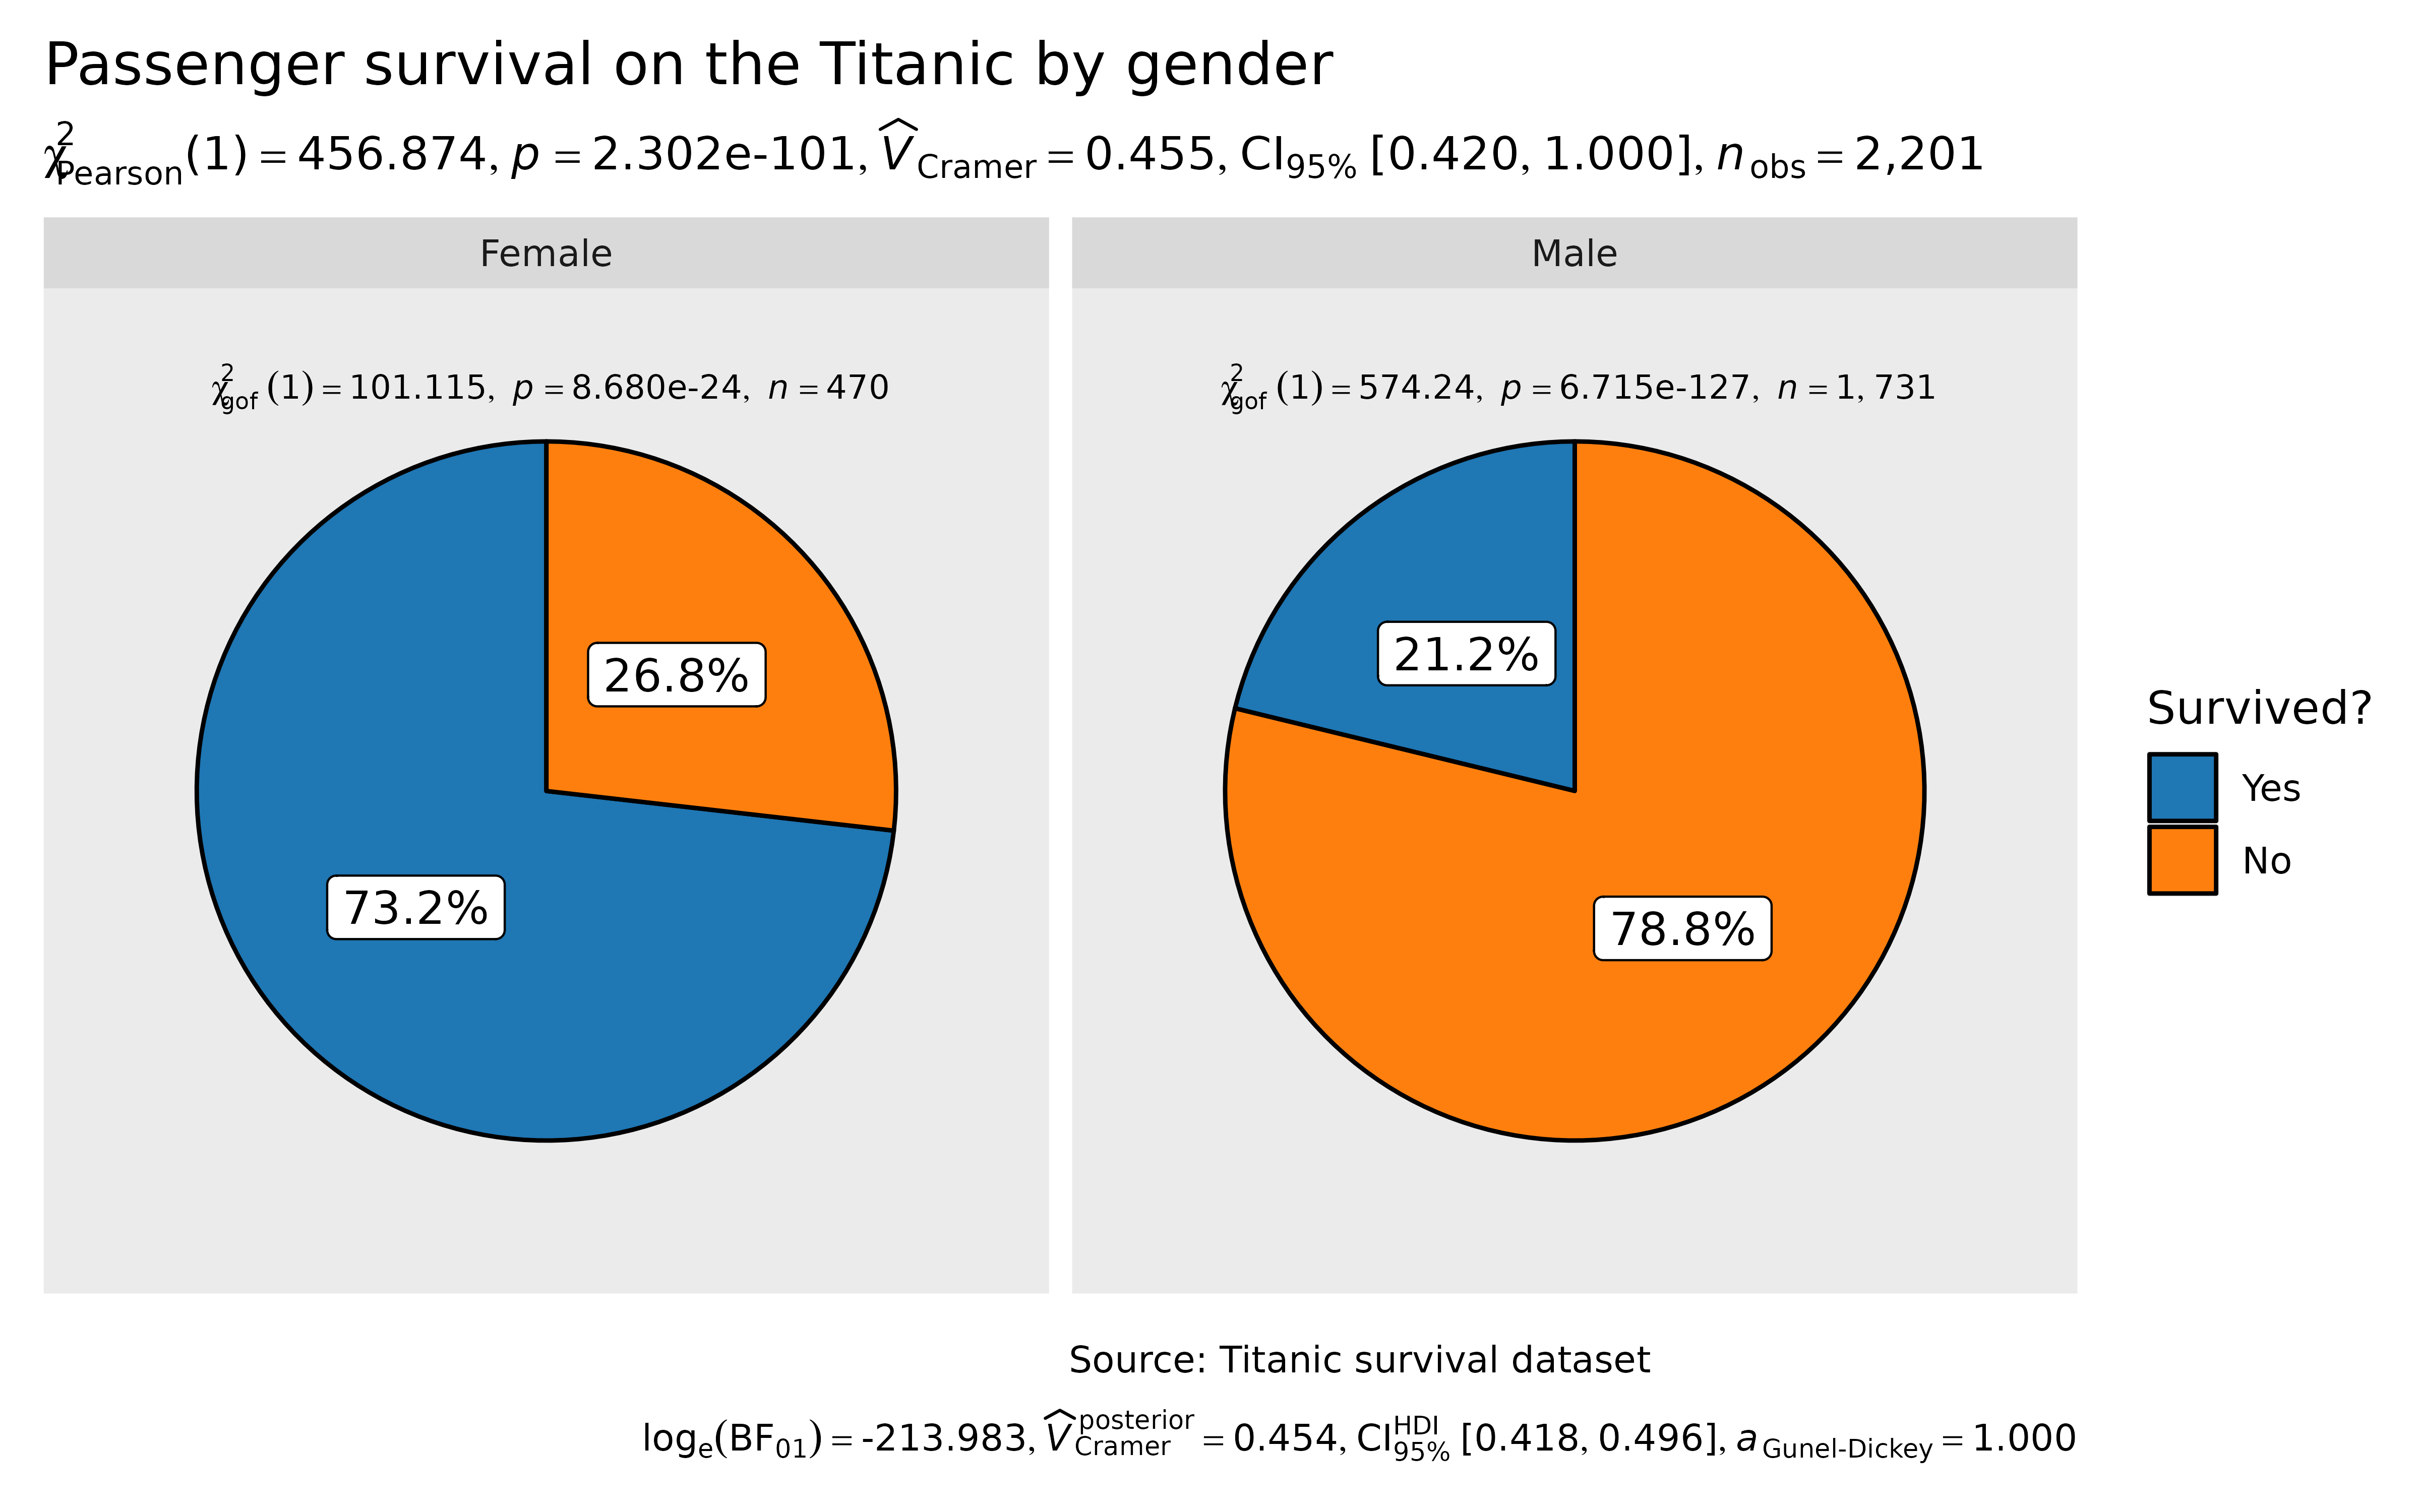 Passenger survival on the Titanic by gender
χ²Pearson(1) = 456.874, p = 2.302e-101, V̂Cramer = 0.455, CI95% [0.420, 1.000], nobs = 2,201
Female
Male
χ²gof (1) = 101.115, p = 8.680e-24, n = 470
χ²gof (1) = 574.24, p = 6.715e-127, n = 1, 731
26.8%
73.2%
21.2%
78.8%
Survived?
Yes
No
Source: Titanic survival dataset
loge(BF01) = -213.983, V̂posterior Cramer = 0.454, CI HDI 95% [0.418, 0.496], a Gunel-Dickey = 1.000